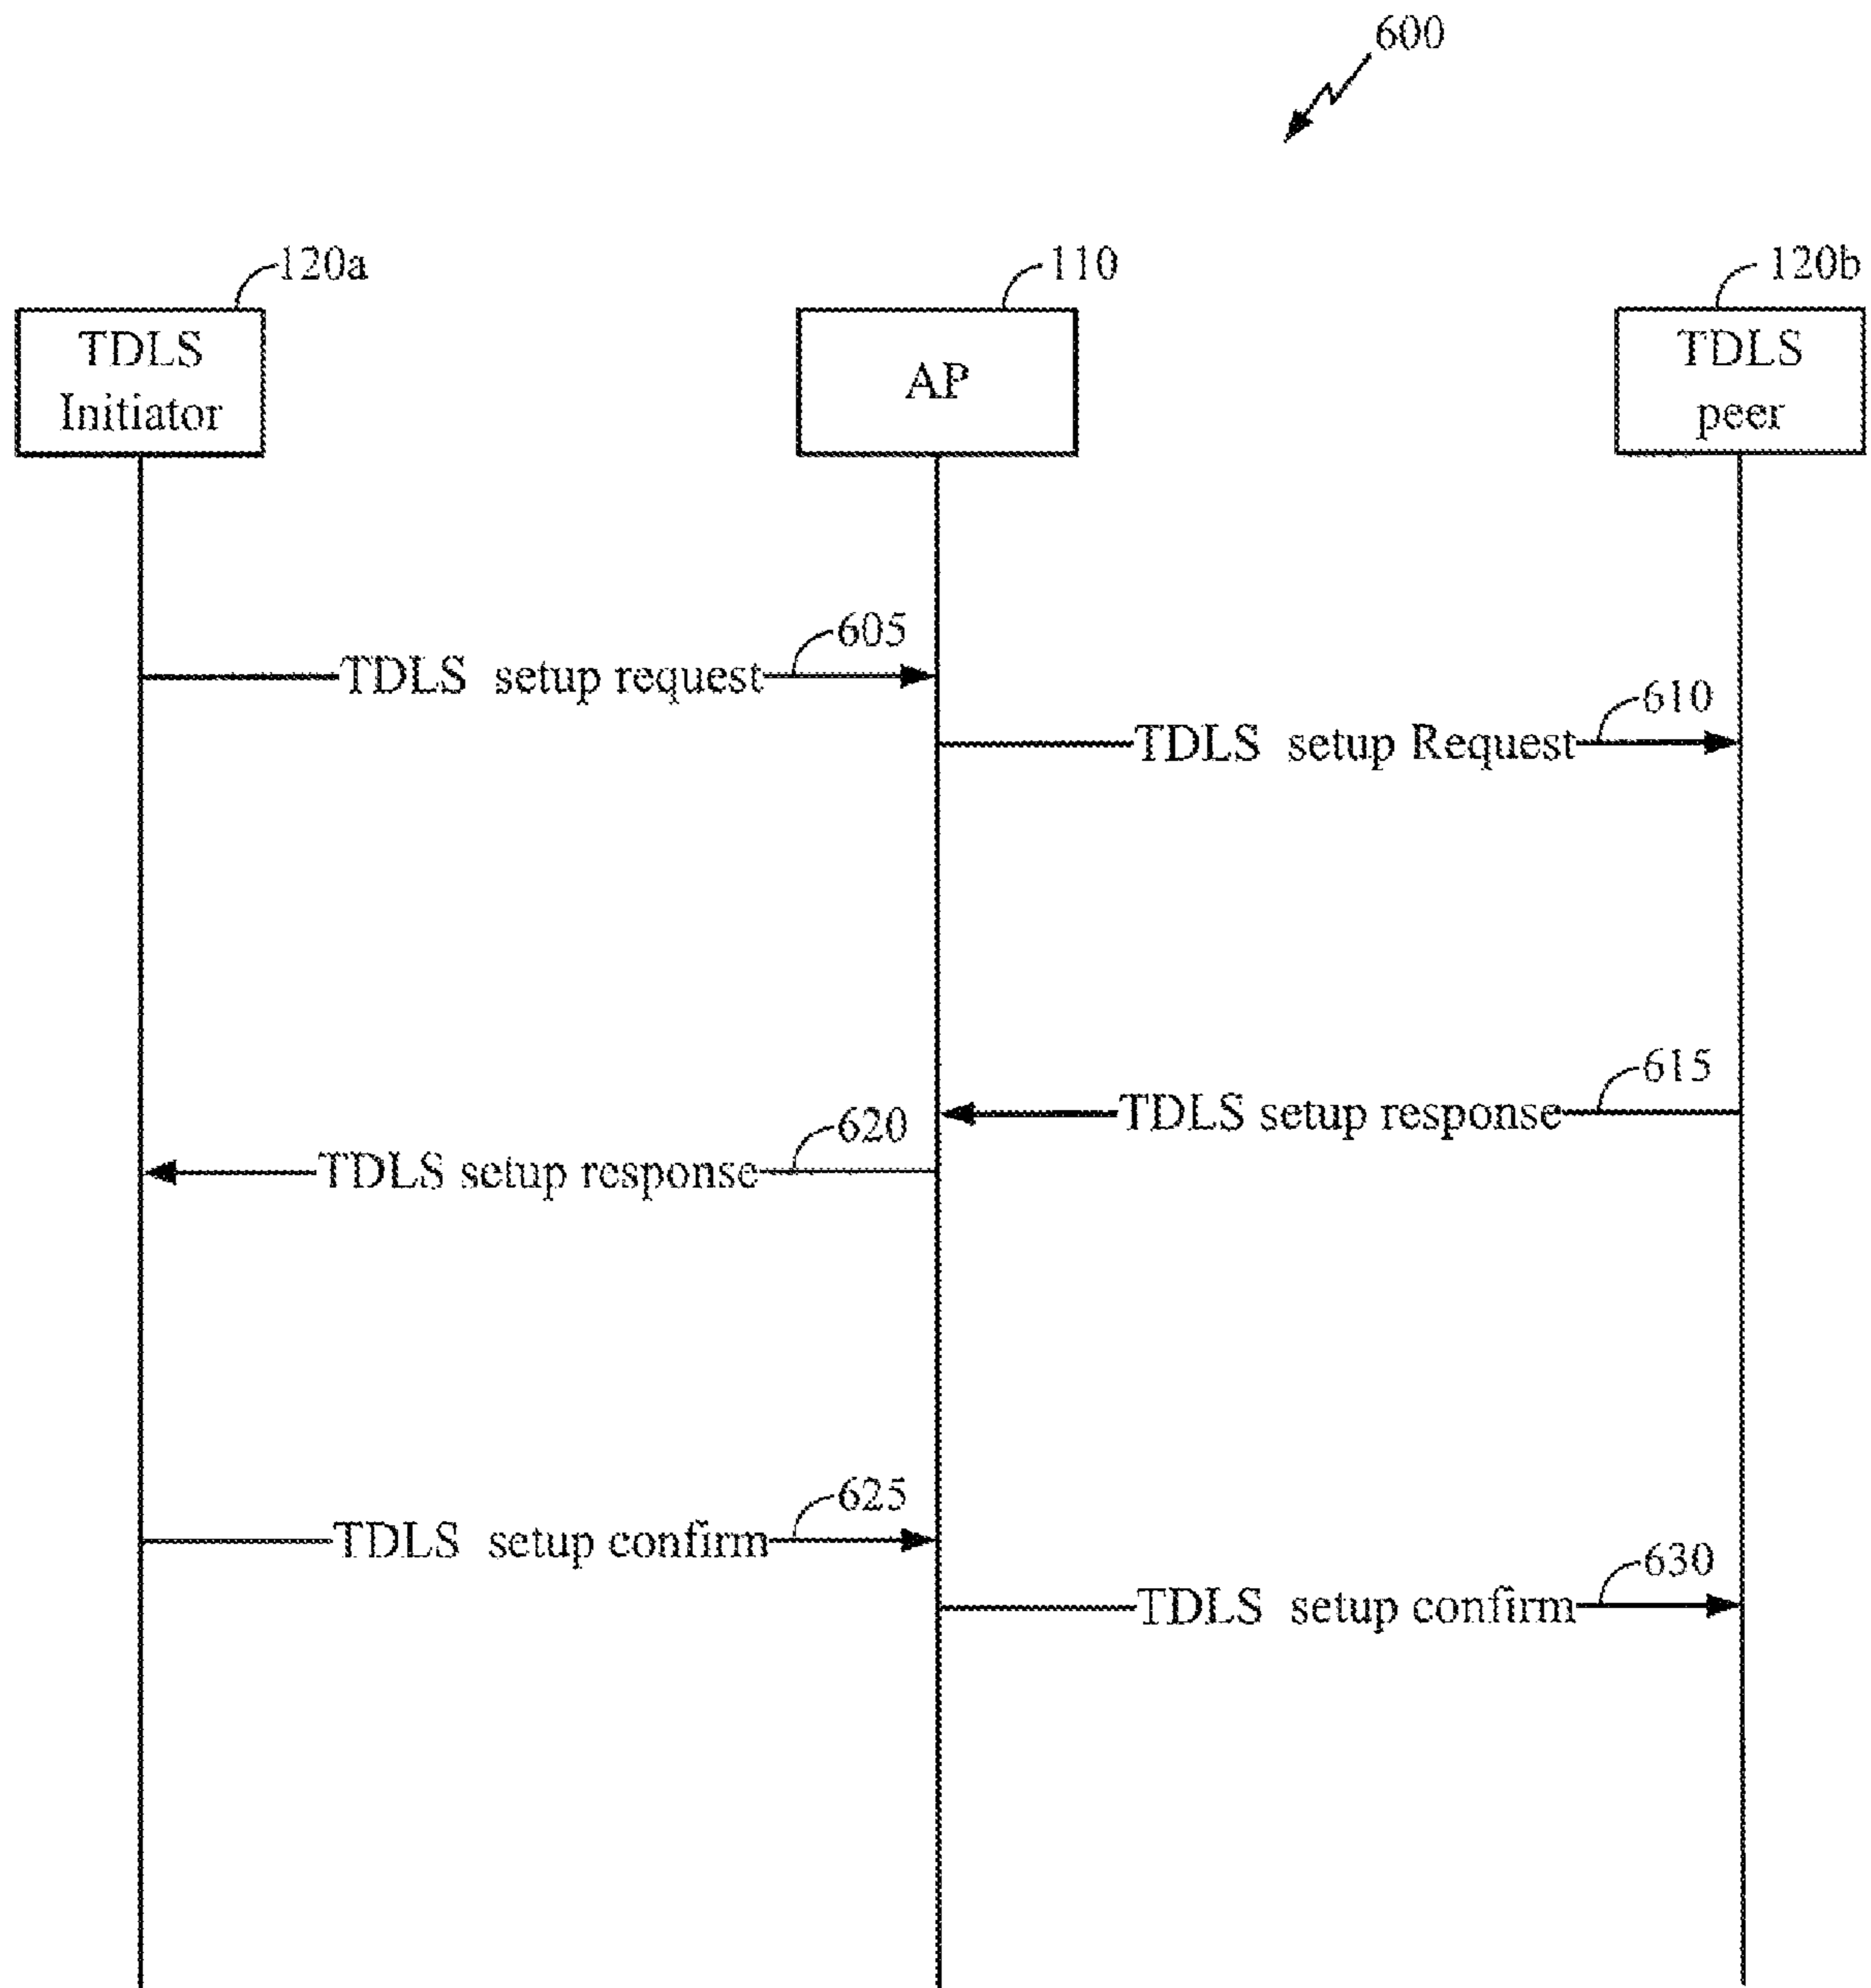 600
120a
110
120b
TDLS
Initiator
AP
TDLS
peer
605
TDLS setup request
610
TDLS setup Request
615
TDLS setup response
620
TDLS setup response
625
TDLS setup confirm
630
TDLS setup confirm